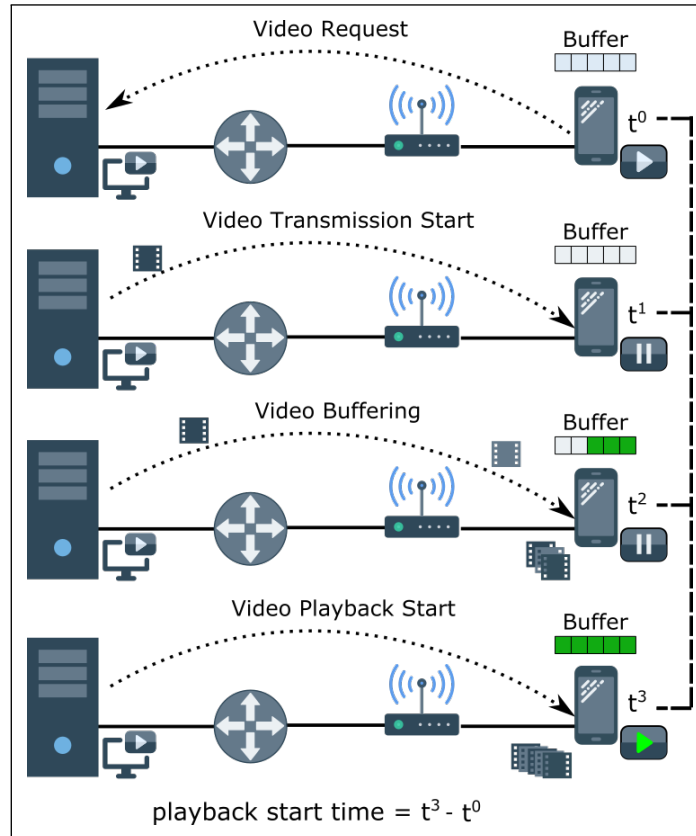 Video Request
Buffer
t⁰
Video Transmission Start
Buffer
t¹
Video Buffering
Buffer
t²
Video Playback Start
Buffer
t³
playback start time = t³ - t⁰